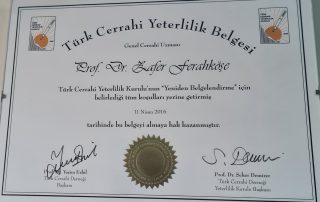 Türk Cerrahi Yeterlilik Belgesi
Genel Cerrahi Uzmanı
Prof. Dr. Zafer Ferahköşe
Türk Cerrahi Yeterlilik Kurulu'nun "Yeniden Belgelendirme" için
belirlediği tüm koşulları yerine getirmiş
11 Nisan 2016
tarihinde bu belgeyi almaya hak kazanmıştır.
Türk Cerrahi Derneği
Başkanı
Prof. Dr. Seher Demirer
Türk Cerrahi Derneği
Yeterlilik Kurulu Başkanı